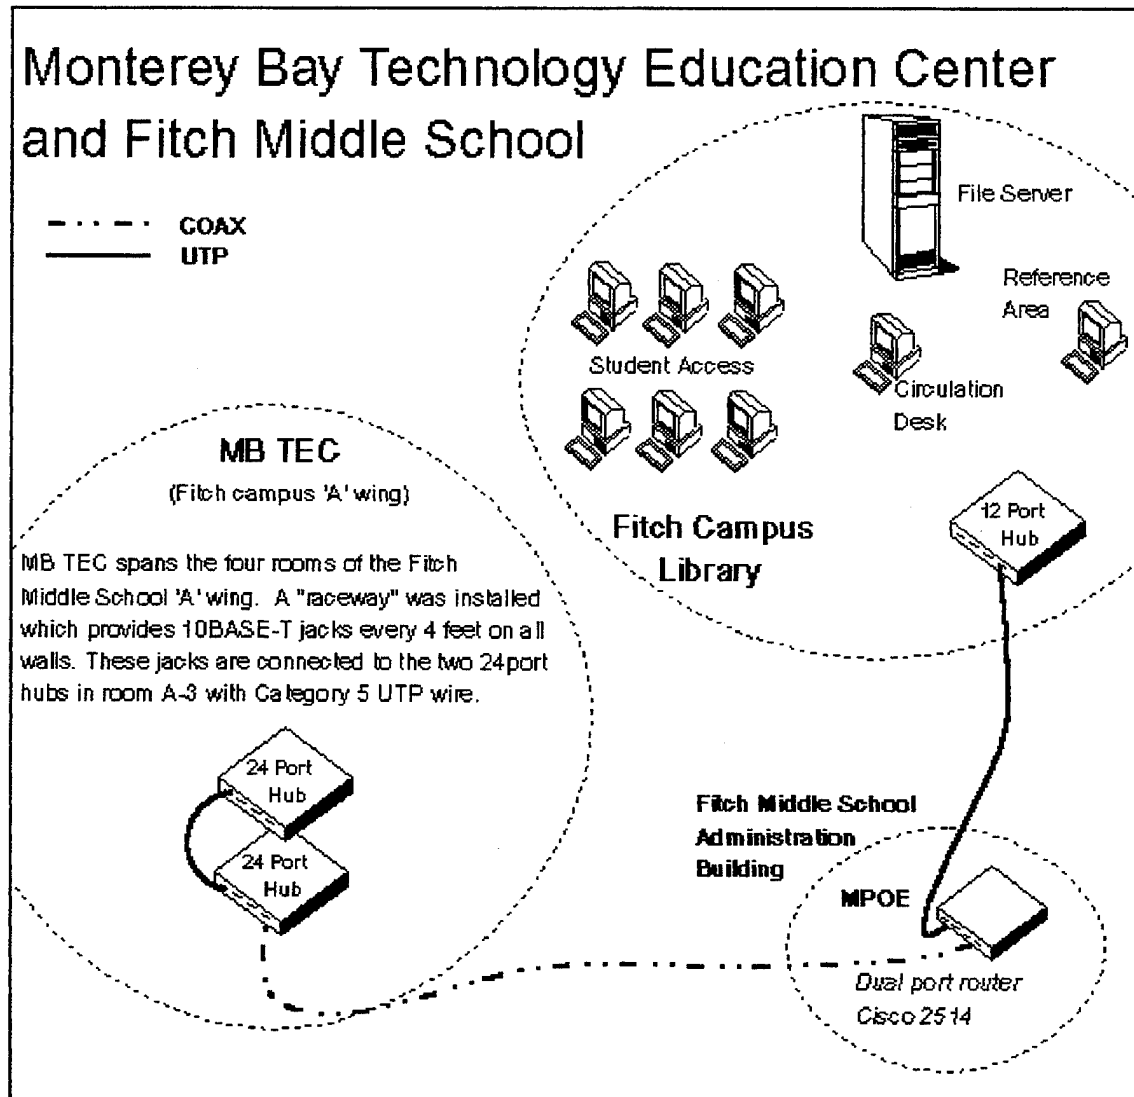 Monterey Bay Technology Education Center
and Fitch Middle School
COAX
UTP
File Server
Reference
Area
Student Access
Circulation
Desk
12 Port
Hub
Fitch Campus
Library
MB TEC
(Fitch campus 'A' wing)
MB TEC spans the four rooms of the Fitch
Middle School 'A' wing. A "raceway" was installed
which provides 10BASE-T jacks every 4 feet on all
walls. These jacks are connected to the two 24port
hubs in room A-3 with Category 5 UTP wire.
24 Port
Hub
24 Port
Hub
Fitch Middle School
Administration
Building
MPOE
Dual port router
Cisco 2514